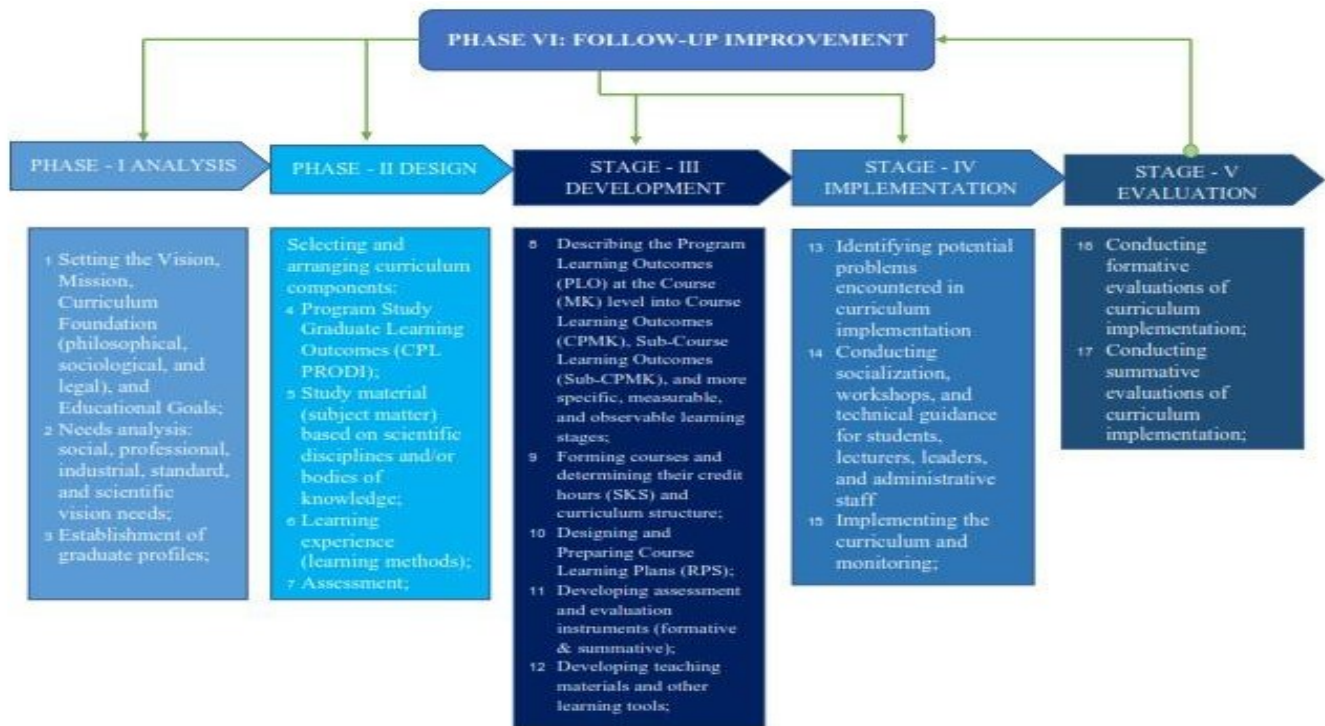 PHASE VI: FOLLOW-UP IMPROVEMENT
PHASE - I ANALYSIS
PHASE - II DESIGN
STAGE - III
DEVELOPMENT
STAGE - IV
IMPLEMENTATION
STAGE - V
EVALUATION
1 Setting the Vision,
Mission,
Curriculum
Foundation
(philosophical,
sociological, and
legal), and
Educational Goals;
2 Needs analysis:
social, professional,
industrial, standard,
and scientific
vision needs;
3 Establishment of
graduate profiles;
Selecting and
arranging curriculum
components:
4 Program Study
Graduate Learning
Outcomes (CPL
PRODI);
5 Study material
(subject matter)
based on scientific
disciplines and/or
bodies of
knowledge;
6 Learning
experience
(learning methods);
7 Assessment;
8 Describing the Program
Learning Outcomes
(PLO) at the Course
(MK) level into Course
Learning Outcomes
(CPMK), Sub-Course
Learning Outcomes
(Sub-CPMK), and more
specific, measurable,
and observable learning
stages;
9 Forming courses and
determining their credit
hours (SKS) and
curriculum structure;
10 Designing and
Preparing Course
Learning Plans (RPS);
11 Developing assessment
and evaluation
instruments (formative
& summative);
12 Developing teaching
materials and other
learning tools;
13 Identifying potential
problems
encountered in
curriculum
implementation
14 Conducting
socialization,
workshops, and
technical guidance
for students,
lecturers, leaders,
and administrative
staff
15 Implementing the
curriculum and
monitoring;
16 Conducting
formative
evaluations of
curriculum
implementation;
17 Conducting
summative
evaluations of
curriculum
implementation;